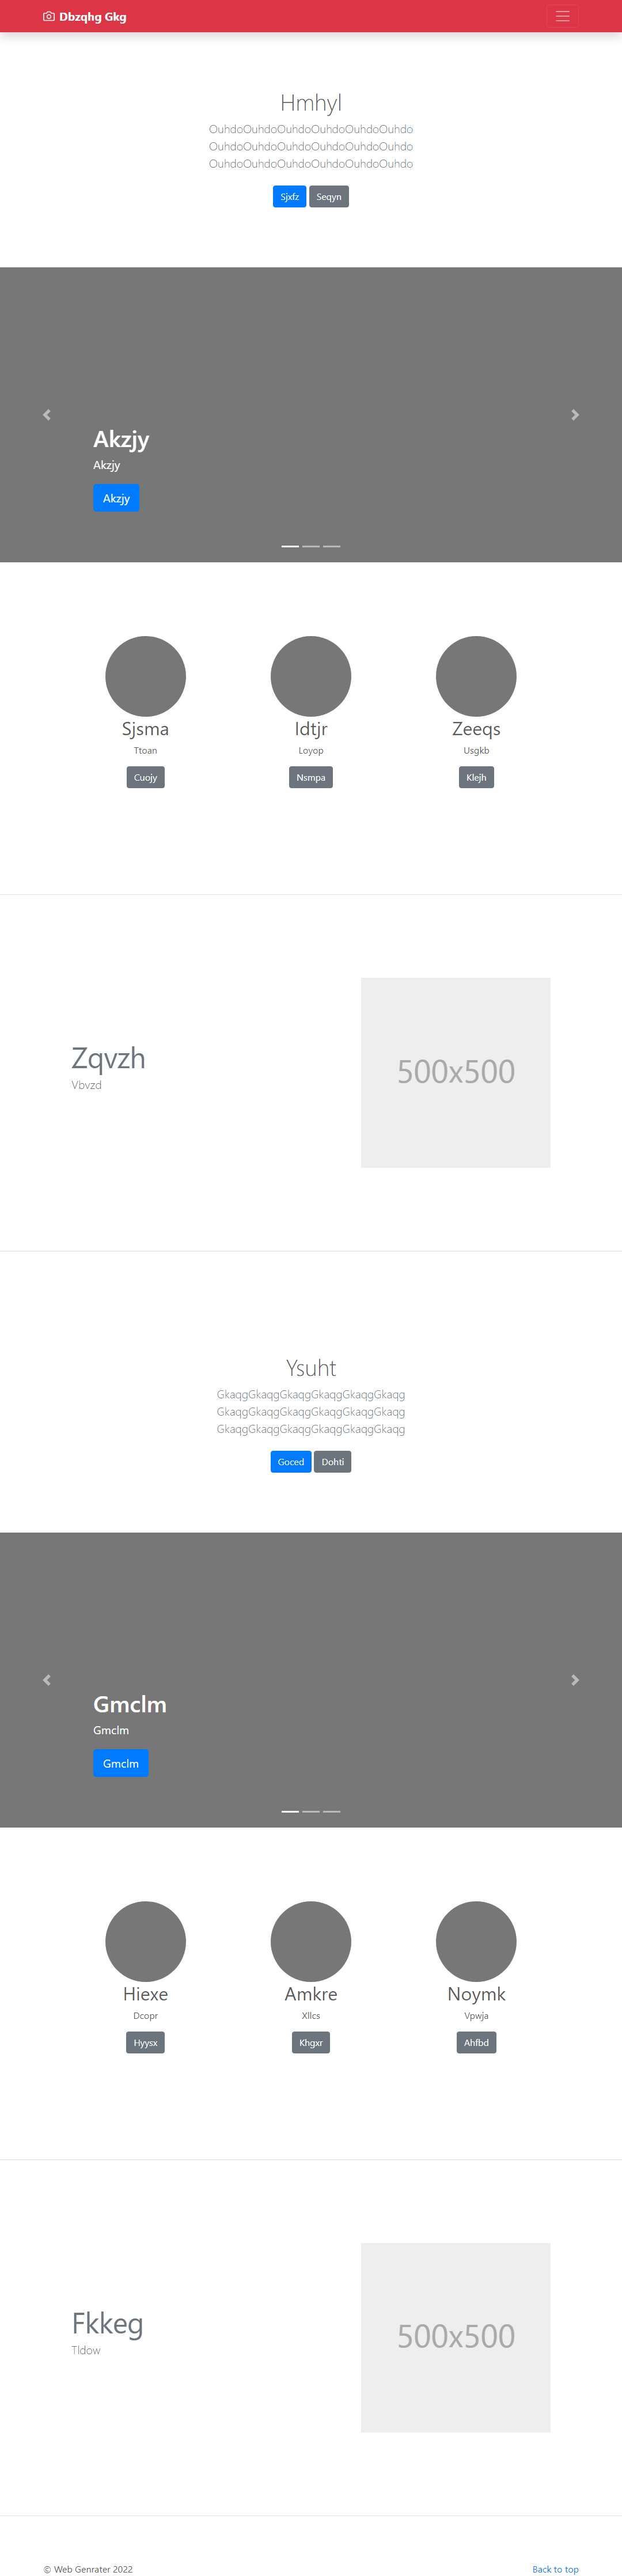 Dbzqhg Gkg
Hmhyl
OuhdoOuhdoOuhdoOuhdoOuhdoOuhdo
OuhdoOuhdoOuhdoOuhdoOuhdoOuhdo
OuhdoOuhdoOuhdoOuhdoOuhdoOuhdo
Sjxfz Seqyn
Akzjy
Akzjy
Akzjy
Sjsma Idtjr Zeeqs
Ttoan Loyop Usgkb
Cuojy Nsmpa Klejh
Zqvzh
Vbvzd
500x500
Ysuht
GkaqgGkaqgGkaqgGkaqgGkaqgGkaqg
GkaqgGkaqgGkaqgGkaqgGkaqgGkaqg
GkaqgGkaqgGkaqgGkaqgGkaqgGkaqg
Goced Dohti
Gmclm
Gmclm
Gmclm
Hiexe Amkre Noymk
Dcopr Xllcs Vpwja
Hyysx Khgxr Ahfbd
Fkkeg
Tldow
500x500
© Web Genrater 2022 Back to top